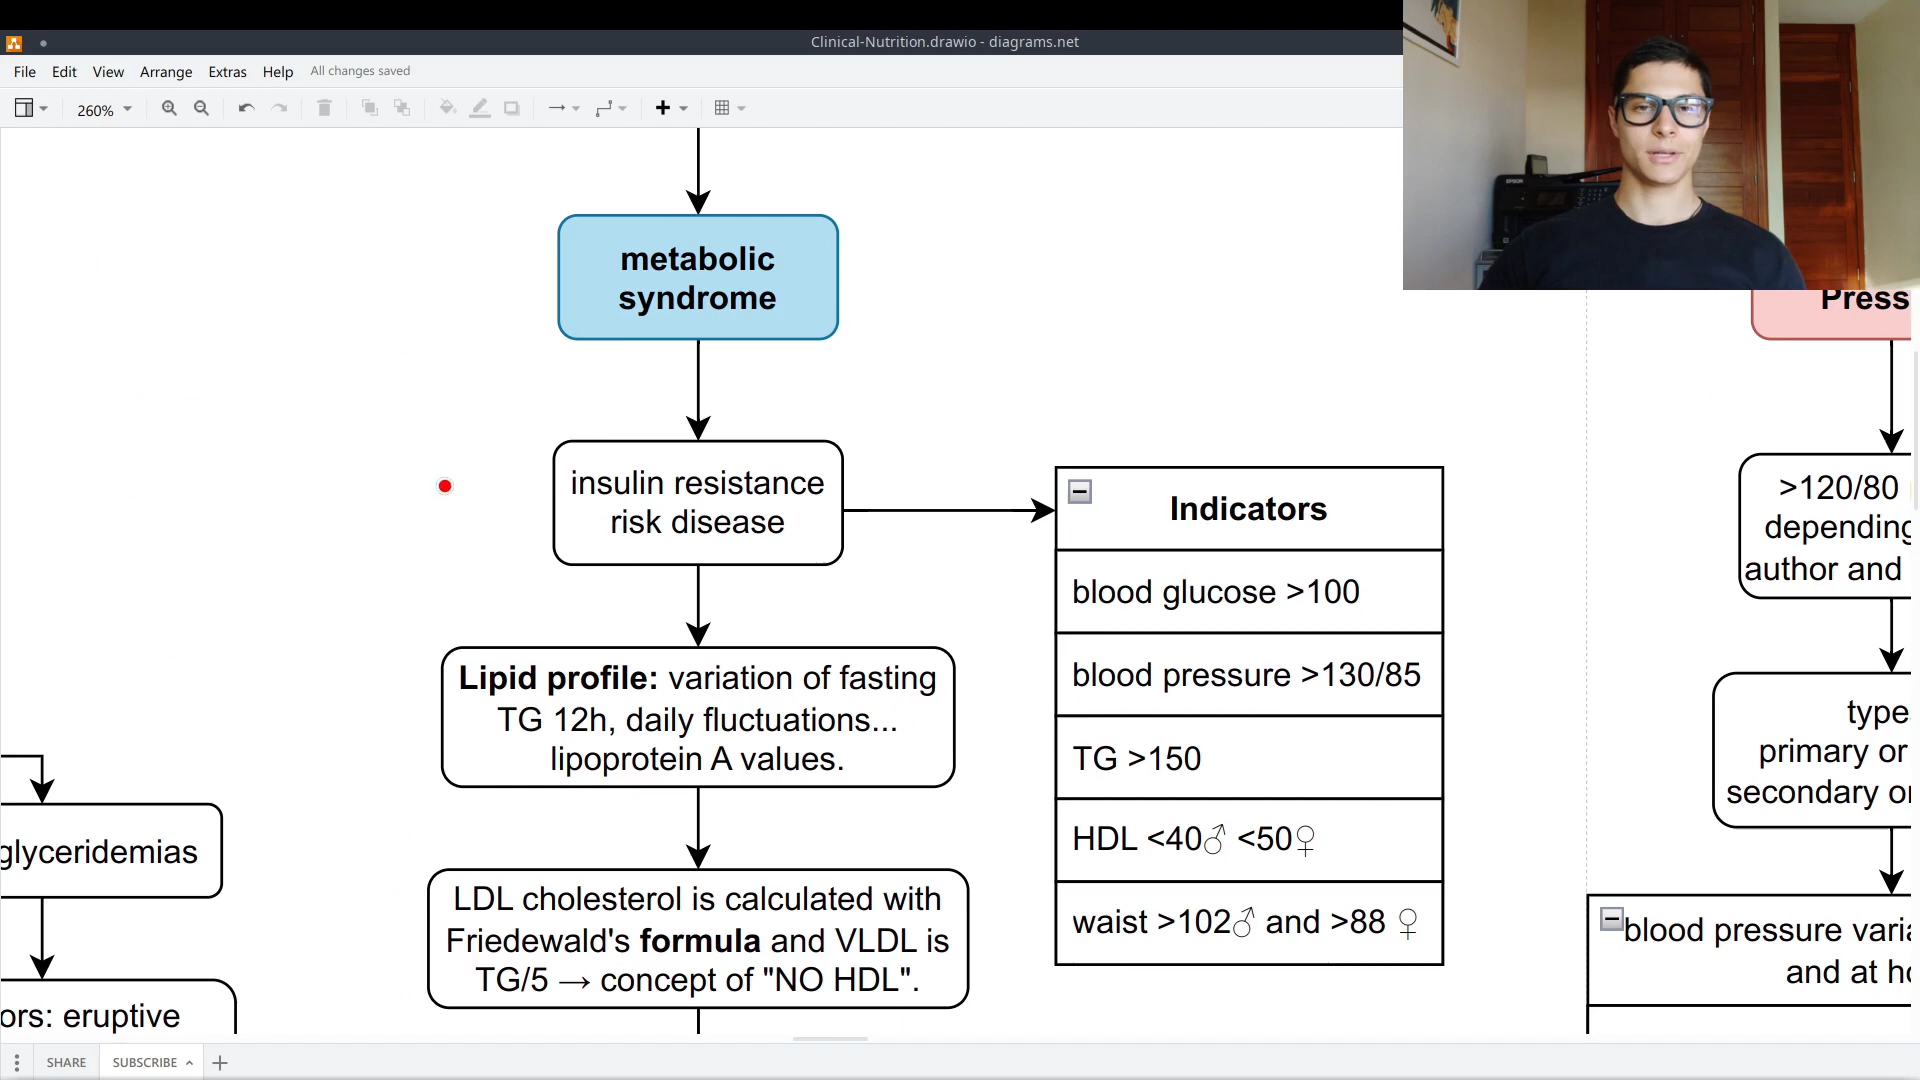 Clinical-Nutrition.drawio - diagrams.net
File Edit View Arrange Extras Help All changes saved
260%
EPSON
metabolic
syndrome
insulin resistance
risk disease
Lipid profile: variation of fasting
TG 12h, daily fluctuations...
lipoprotein A values.
LDL cholesterol is calculated with
Friedewald's formula and VLDL is
TG/5 → concept of "NO HDL".
Indicators
blood glucose >100
blood pressure >130/85
TG >150
HDL <40♂ <50♀
waist >102♂ and >88 ♀
glyceridemias
ors: eruptive
Press
>120/80
depending
author and
type
primary or
secondary or
blood pressure varia
and at ho
SHARE SUBSCRIBE